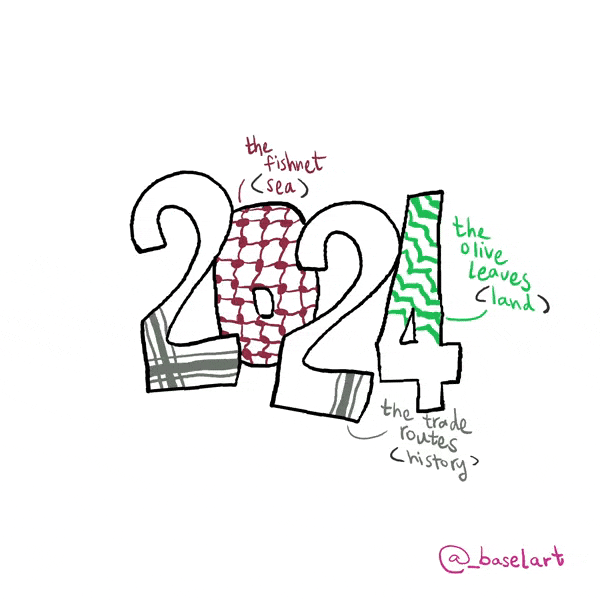 the
fishnet
(sea)
2024
the
olive
leaves
(land)
the trade
routes
(history)
@_baselart